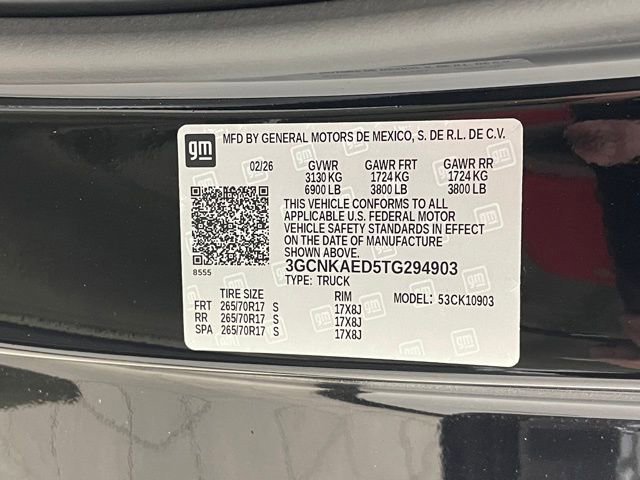 gm
MFD BY GENERAL MOTORS DE MEXICO, S. DE R.L. DE C.V.
02/26 GVWR GAWR FRT GAWR RR
3130 KG 1724 KG 1724 KG
6900 LB 3800 LB 3800 LB
THIS VEHICLE CONFORMS TO ALL
APPLICABLE U.S. FEDERAL MOTOR
VEHICLE SAFETY STANDARDS IN EFFECT
ON THE DATE OF MANUFACTURE
SHOWN ABOVE.
8555
3GCNKAED5TG294903
TYPE: TRUCK
TIRE SIZE RIM MODEL: 53CK10903
FRT 265/70R17 S 17X8J
RR 265/70R17 S 17X8J
SPA 265/70R17 S 17X8J